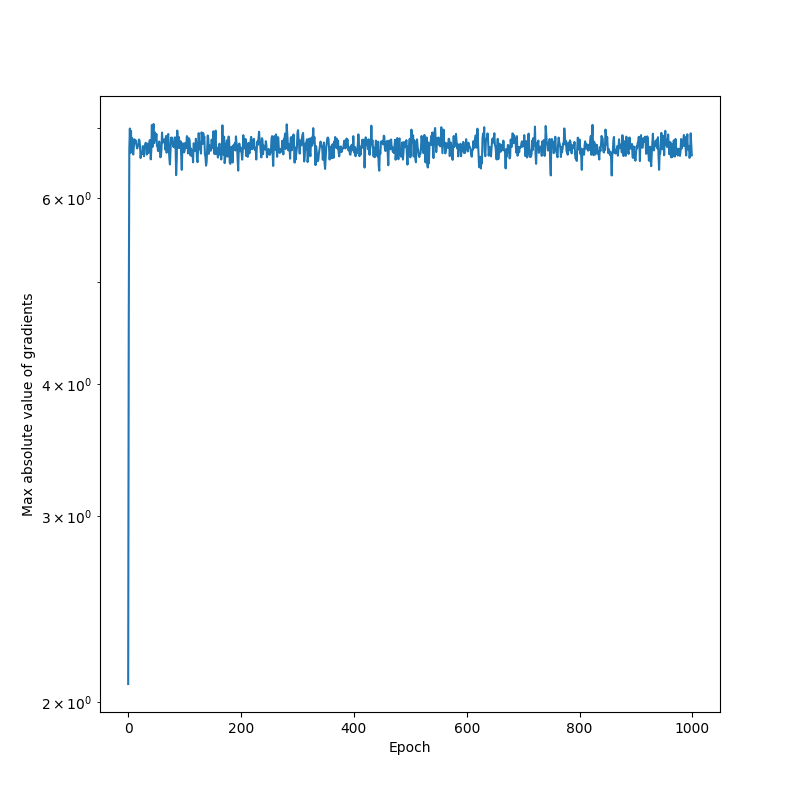 Max absolute value of gradients
6 × 10⁰
4 × 10⁰
3 × 10⁰
2 × 10⁰
0 200 400 600 800 1000
Epoch